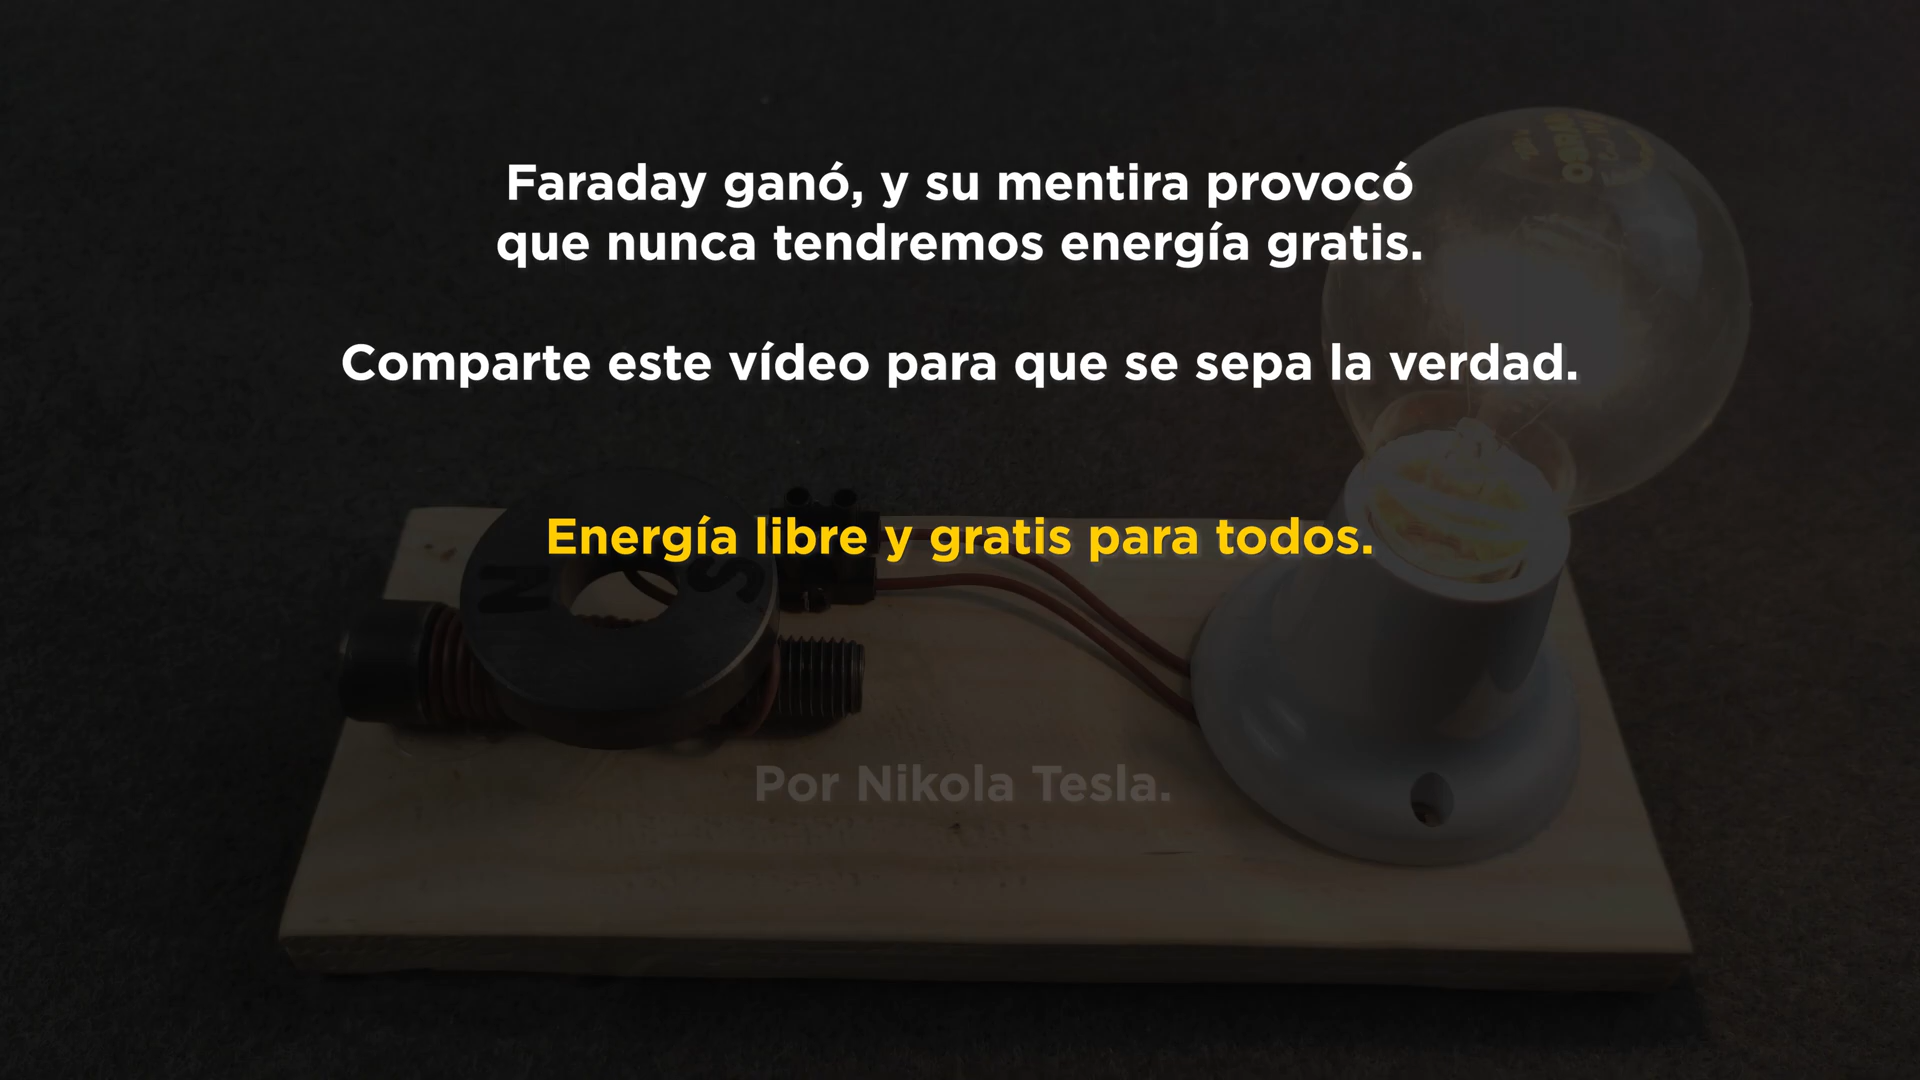 Faraday ganó, y su mentira provocó
que nunca tendremos energía gratis.
Comparte este vídeo para que se sepa la verdad.
Energía libre y gratis para todos.
N S
Por Nikola Tesla.